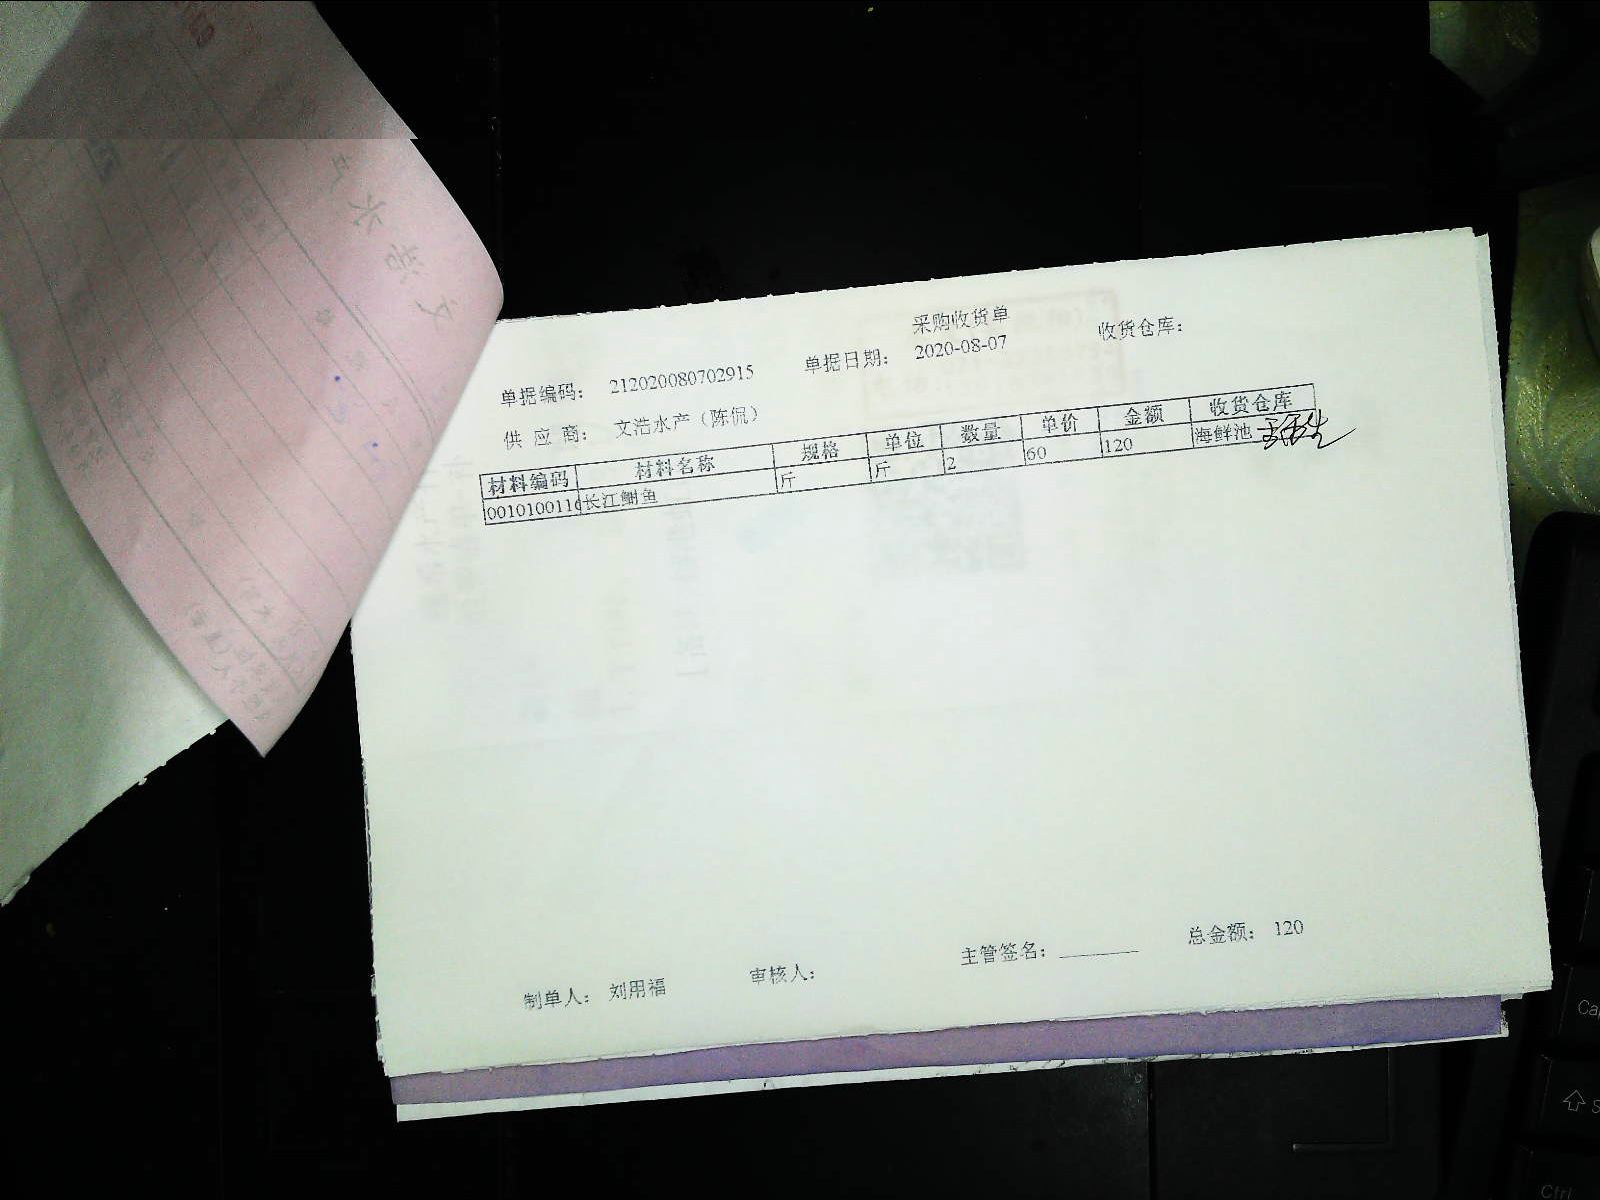 采购收货单
单据编码: 212020080702915 单据日期: 2020-08-07 收货仓库:
供 应 商: 文浩水产（陈侃）
材料编码 材料名称 规格 单位 数量 单价 金额 收货仓库
0010100110 长江鮰鱼 斤 斤 2 60 120 海鲜池
制单人: 刘用福 审核人: 主管签名: ________ 总金额: 120